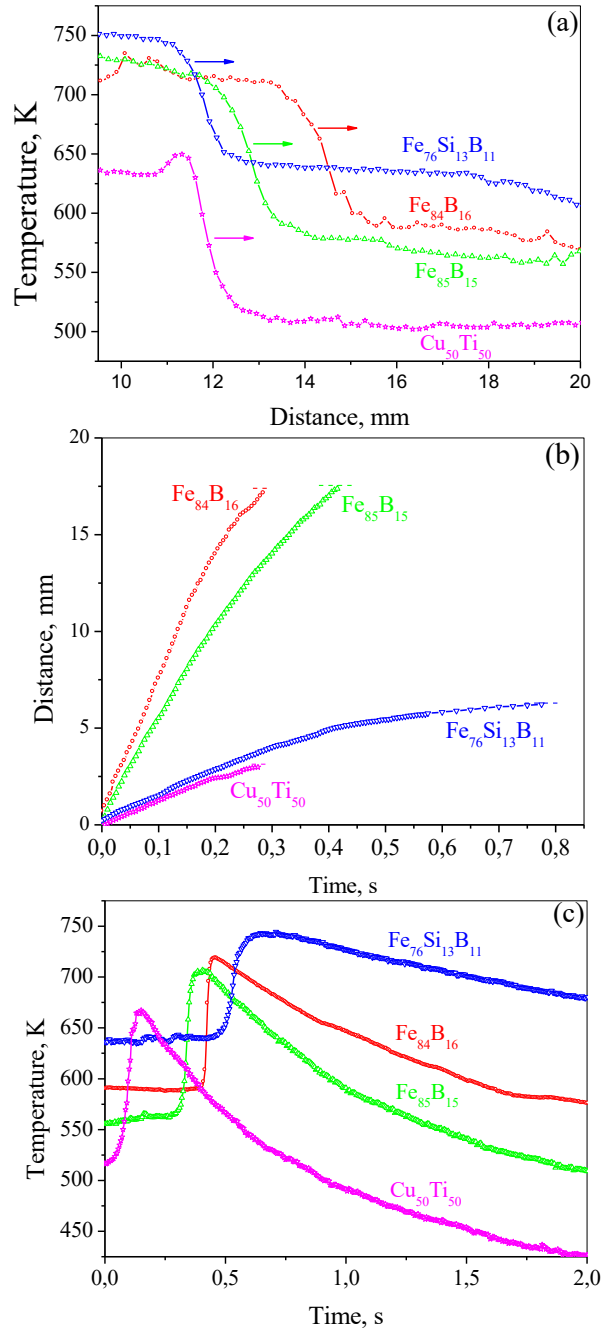 (a)
750
700
650
600
550
500
Temperature, K
Fe₇₆Si₁₃B₁₁
Fe₈₄B₁₆
Fe₈₅B₁₅
Cu₅₀Ti₅₀
10 12 14 16 18 20
Distance, mm
(b)
20
15
10
5
0
Distance, mm
Fe₈₄B₁₆
Fe₈₅B₁₅
Fe₇₆Si₁₃B₁₁
Cu₅₀Ti₅₀
0,0 0,1 0,2 0,3 0,4 0,5 0,6 0,7 0,8
Time, s
(c)
750
700
650
600
550
500
450
Temperature, K
Fe₇₆Si₁₃B₁₁
Fe₈₄B₁₆
Fe₈₅B₁₅
Cu₅₀Ti₅₀
0,0 0,5 1,0 1,5 2,0
Time, s